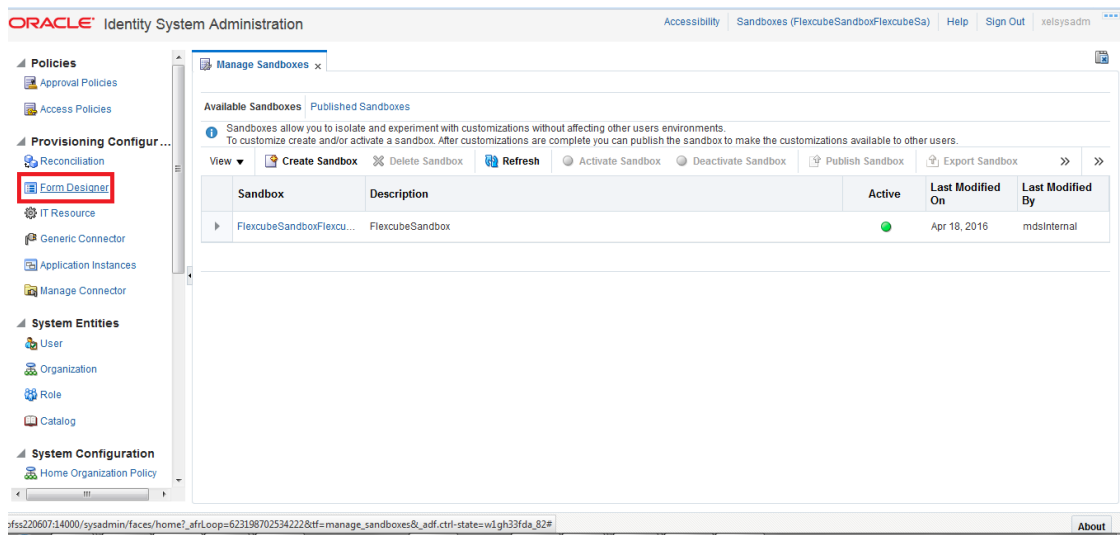 ORACLE® Identity System Administration
Accessibility Sandboxes (FlexcubeSandboxFlexcubeSa) Help Sign Out xelsysadm
Policies
Approval Policies
Access Policies
Provisioning Configur...
Reconciliation
Form Designer
IT Resource
Generic Connector
Application Instances
Manage Connector
System Entities
User
Organization
Role
Catalog
System Configuration
Home Organization Policy
Manage Sandboxes x
Available Sandboxes Published Sandboxes
Sandboxes allow you to isolate and experiment with customizations without affecting other users environments.
To customize create and/or activate a sandbox. After customizations are complete you can publish the sandbox to make the customizations available to other users.
View Create Sandbox Delete Sandbox Refresh Activate Sandbox Deactivate Sandbox Publish Sandbox Export Sandbox
Sandbox Description Active Last Modified On Last Modified By
FlexcubeSandboxFlexcu... FlexcubeSandbox Apr 18, 2016 mdsInternal
ofss220607:14000/sysadmin/faces/home?_afrLoop=6231987025342228&tf=manage_sandboxes&_adf.ctrl-state=w1gh33fda_82#
About